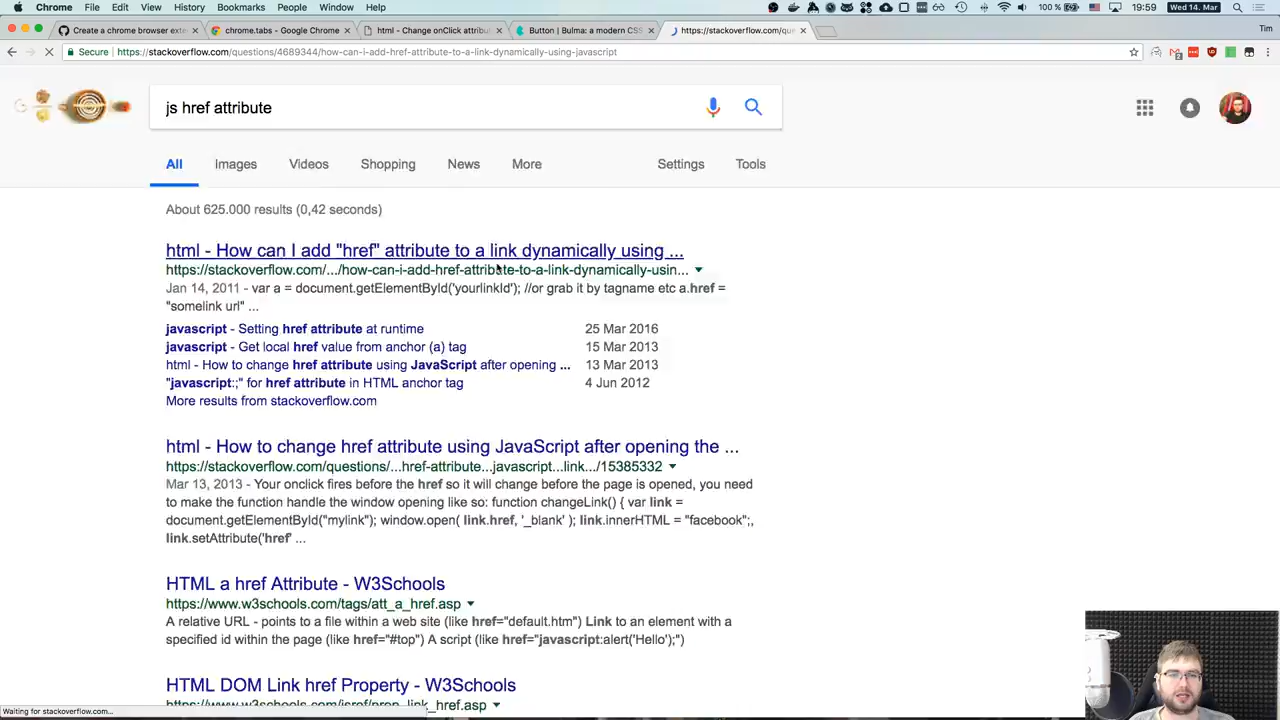 Chrome File Edit View History Bookmarks People Window Help 100 % Wed 14. Mar 19:59
Create a chrome browser exte
chrome.tabs - Google Chrome
html - Change onClick attribu
Button | Bulma: a modern CSS
https://stackoverflow.com/qu
Tim
Secure https://stackoverflow.com/questions/4689344/how-can-i-add-href-attribute-to-a-link-dynamically-using-javascript
js href attribute
All Images Videos Shopping News More Settings Tools
About 625.000 results (0,42 seconds)
html - How can I add "href" attribute to a link dynamically using ...
https://stackoverflow.com/.../how-can-i-add-href-attribute-to-a-link-dynamically-usin...
Jan 14, 2011 - var a = document.getElementById('yourlinkId'); //or grab it by tagname etc a.href =
"somelink url" ...
javascript - Setting href attribute at runtime 25 Mar 2016
javascript - Get local href value from anchor (a) tag 15 Mar 2013
html - How to change href attribute using JavaScript after opening ... 13 Mar 2013
"javascript:;" for href attribute in HTML anchor tag 4 Jun 2012
More results from stackoverflow.com
html - How to change href attribute using JavaScript after opening the ...
https://stackoverflow.com/questions/...href-attribute...javascript...link.../15385332
Mar 13, 2013 - Your onclick fires before the href so it will change before the page is opened, you need
to make the function handle the window opening like so: function changeLink() { var link =
document.getElementById("mylink"); window.open( link.href, '_blank' ); link.innerHTML = "facebook";,
link.setAttribute('href' ...
HTML a href Attribute - W3Schools
https://www.w3schools.com/tags/att_a_href.asp
A relative URL - points to a file within a web site (like href="default.htm") Link to an element with a
specified id within the page (like href="#top") A script (like href="javascript:alert('Hello');")
HTML DOM Link href Property - W3Schools
https://www.w3schools.com/jsref/prop_link_href.asp
Waiting for stackoverflow.com...